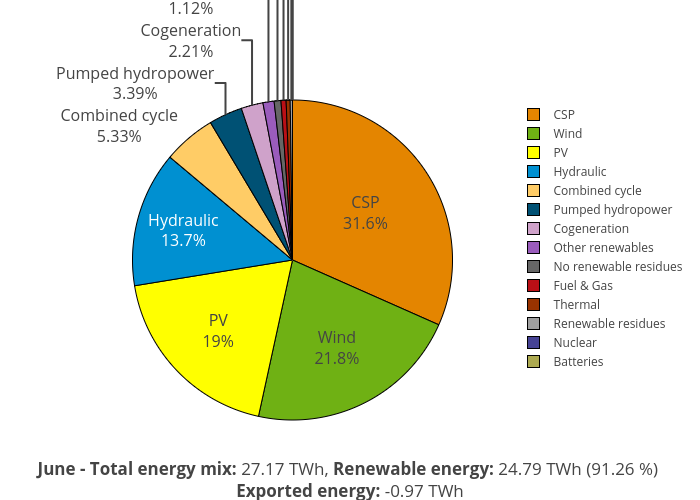 1.12%
Cogeneration
2.21%
Pumped hydropower
3.39%
Combined cycle
5.33%
CSP
31.6%
Hydraulic
13.7%
PV
19%
Wind
21.8%
CSP
Wind
PV
Hydraulic
Combined cycle
Pumped hydropower
Cogeneration
Other renewables
No renewable residues
Fuel & Gas
Thermal
Renewable residues
Nuclear
Batteries
June - Total energy mix: 27.17 TWh, Renewable energy: 24.79 TWh (91.26 %)
Exported energy: -0.97 TWh